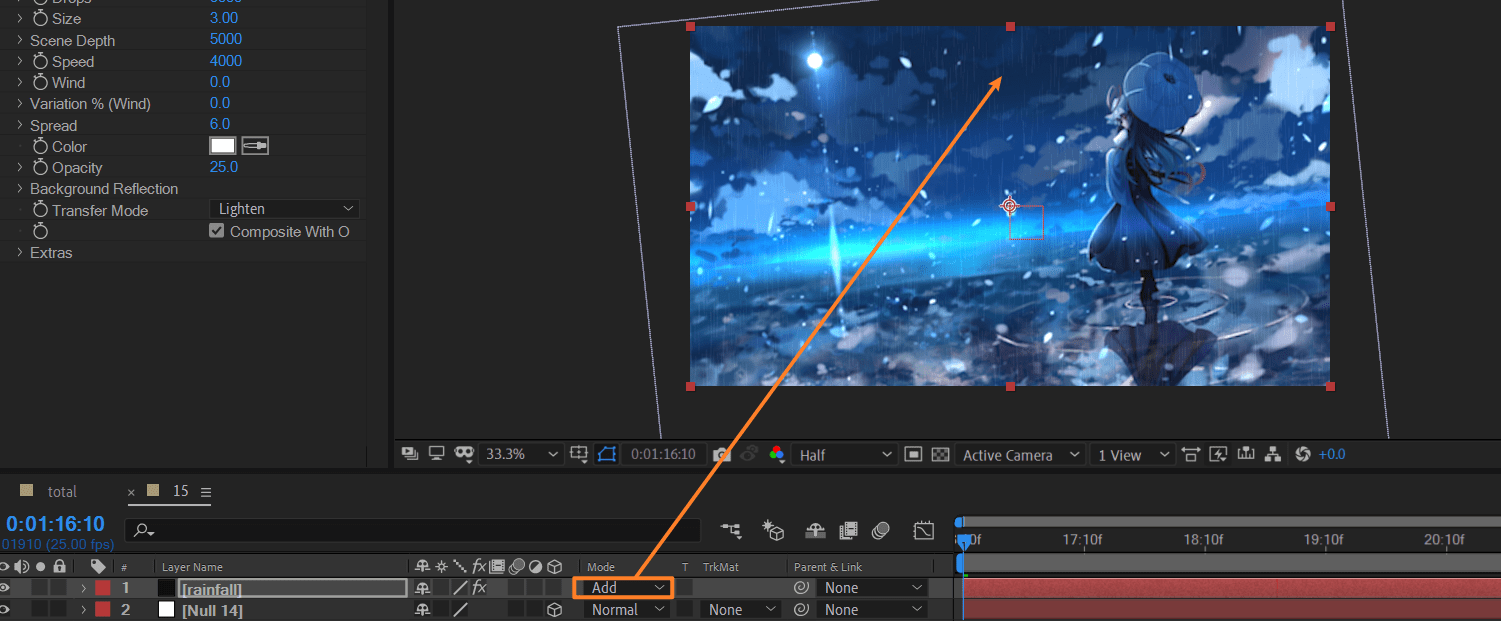 Drops
Size 3.00
Scene Depth 5000
Speed 4000
Wind 0.0
Variation % (Wind) 0.0
Spread 6.0
Color
Opacity 25.0
Background Reflection
Transfer Mode Lighten
Composite With O
Extras
33.3% 0:01:16:10 Half Active Camera 1 View +0.0
total × 15
0:01:16:10
01910 (25.00 fps)
17:10f 18:10f 19:10f 20:10f
# Layer Name Mode T TrkMat Parent & Link
1 [rainfall] Add None
2 [Null 14] Normal None None